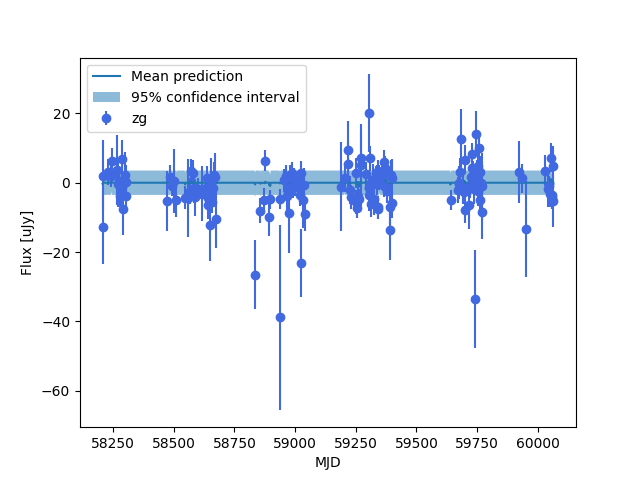 Mean prediction
95% confidence interval
zg
Flux [uJy]
20
0
−20
−40
−60
58250 58500 58750 59000 59250 59500 59750 60000
MJD